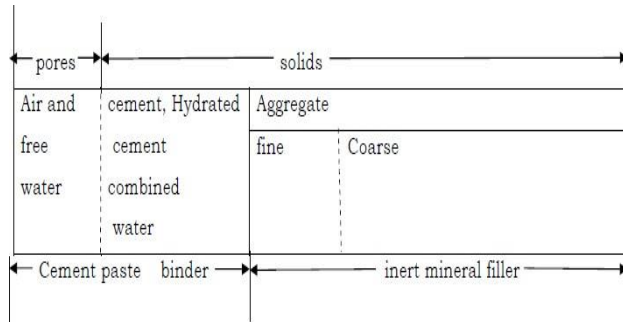 pores solids
Air and cement, Hydrated Aggregate
free cement fine Coarse
water combined
water
Cement paste binder inert mineral filler